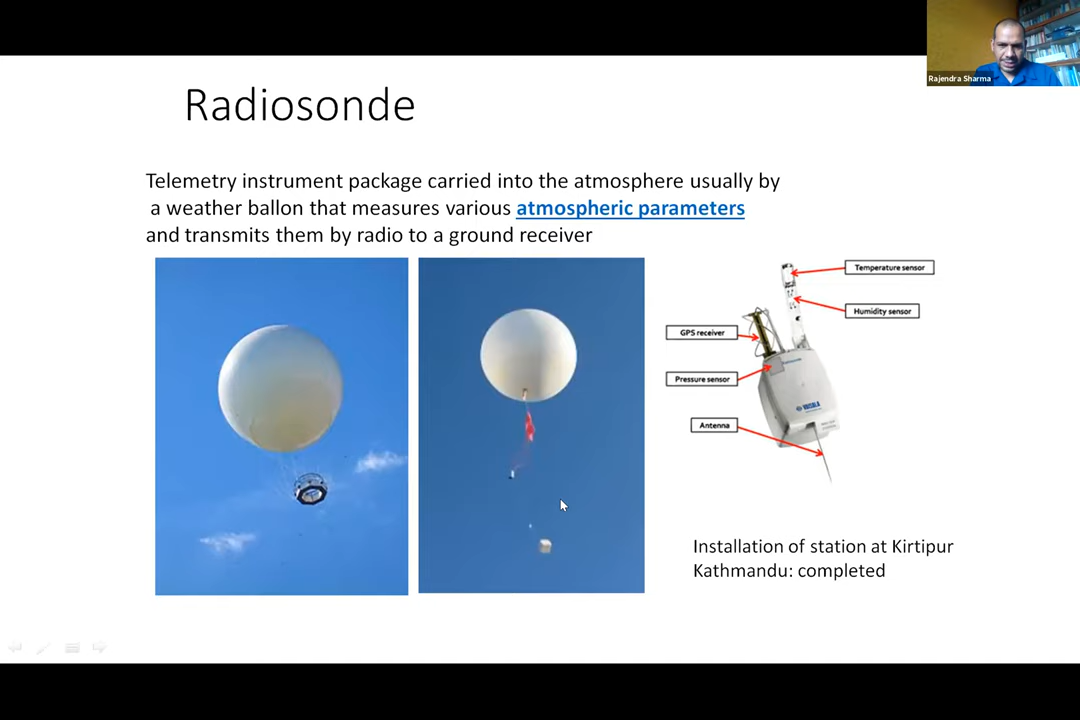 Rajendra Sharma
Radiosonde
Telemetry instrument package carried into the atmosphere usually by
a weather ballon that measures various atmospheric parameters
and transmits them by radio to a ground receiver
Temperature sensor
Humidity sensor
GPS receiver
Pressure sensor
Antenna
VAISALA
Installation of station at Kirtipur
Kathmandu: completed